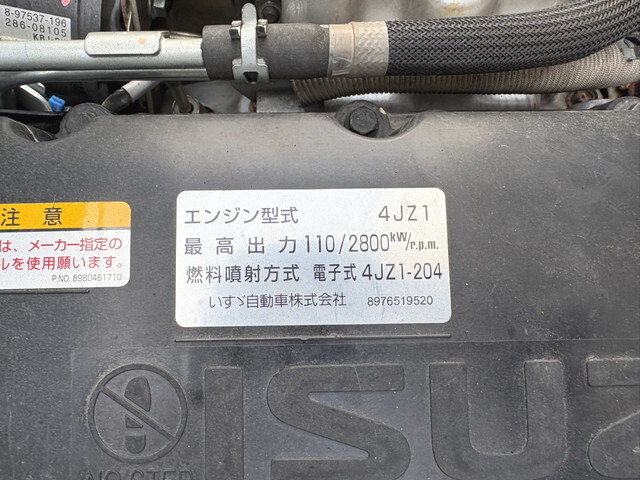 8-97537-196
286-08105
注 意
は、メーカー指定の
ルを使用願います。
P.NO.8980461710
エンジン型式 4JZ1
最高出力 110/2800kW/r.p.m.
燃料噴射方式 電子式 4JZ1-204
いすゞ自動車株式会社 8976519520
ISUZ
NO STEP